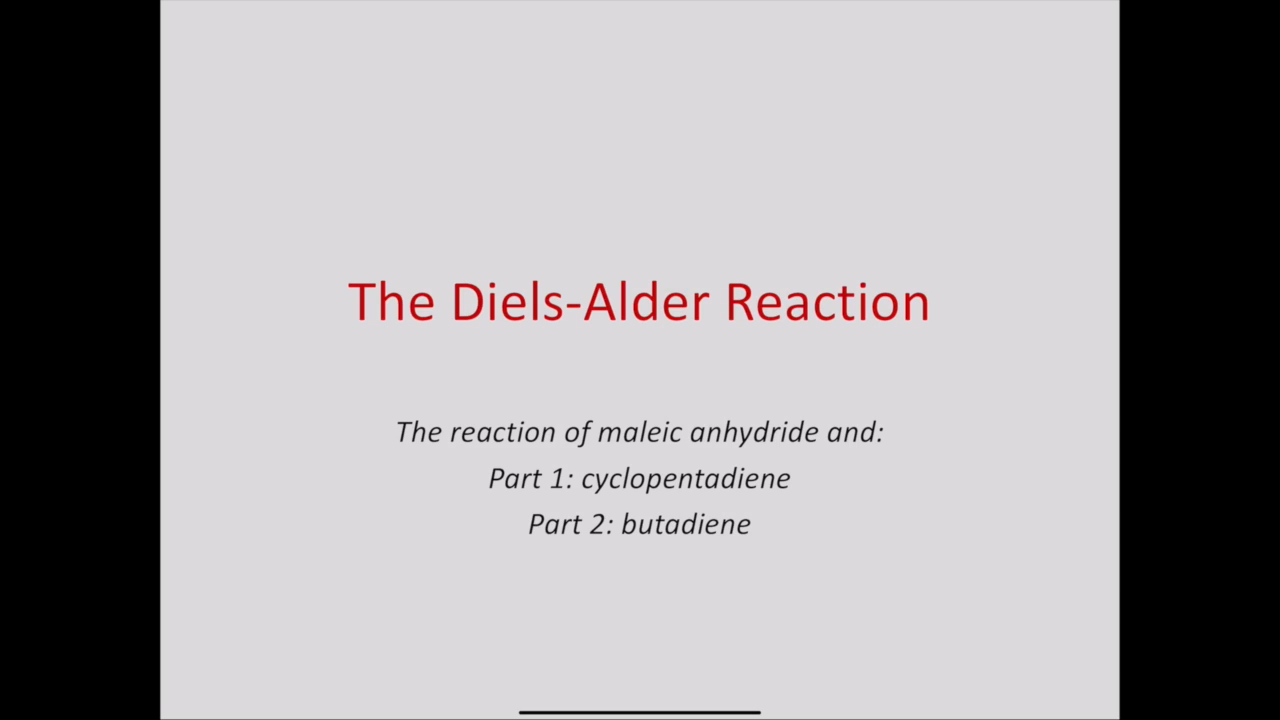 The Diels-Alder Reaction
The reaction of maleic anhydride and:
Part 1: cyclopentadiene
Part 2: butadiene